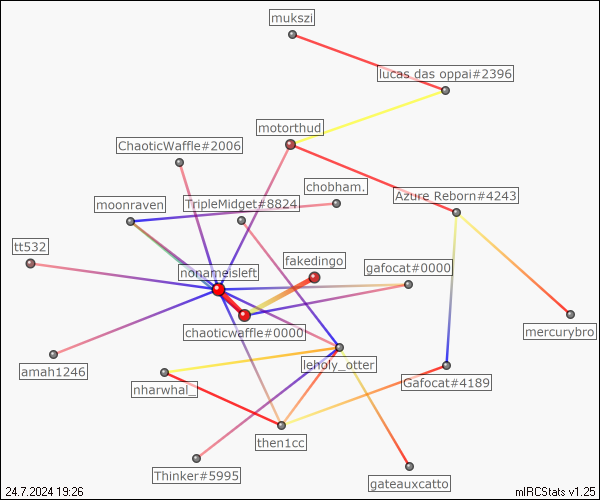 mukszi
lucas das oppai#2396
motorthud
ChaoticWaffle#2006
chobham.
Azure Reborn#4243
moonraven
TripleMidget#8824
tt532
fakedingo
gafocat#0000
nonamesleft
chaoticwaffle#0000
mercurybro
amah1246
leholy_otter
Gafocat#4189
nharwhal_
then1cc
Thinker#5995
gateauxcatto
24.7.2024 19:26
mIRCStats v1.25